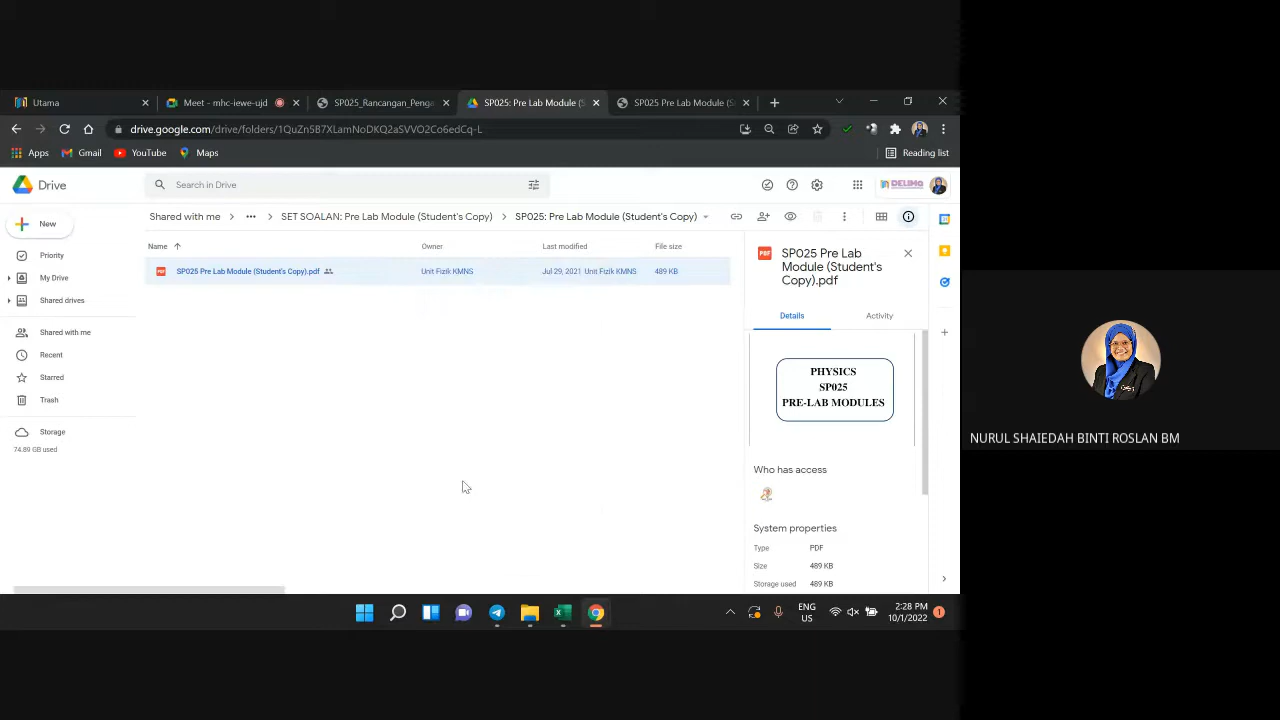 Utama
Meet - mhc-iewe-ujd
SP025_Rancangan_Penga
SP025: Pre Lab Module (S
SP025 Pre Lab Module (S
drive.google.com/drive/folders/1QuZnSB7XLamNoDKQ2aSVVO2Co6edCq-L
Apps
Gmail
YouTube
Maps
Reading list
Drive
Search in Drive
DELIMa
New
Shared with me
SET SOALAN: Pre Lab Module (Student's Copy)
SP025: Pre Lab Module (Student's Copy)
Name
Owner
Last modified
File size
SP025 Pre Lab Module (Student's Copy).pdf
Unit Fizik KMNS
Jul 29, 2021 Unit Fizik KMNS
489 KB
Priority
My Drive
Shared drives
Shared with me
Recent
Starred
Trash
Storage
74.89 GB used
PDF
SP025 Pre Lab
Module (Student's
Copy).pdf
Details
Activity
PHYSICS
SP025
PRE-LAB MODULES
Who has access
System properties
Type
PDF
Size
489 KB
Storage used
489 KB
NURUL SHAIEDAH BINTI ROSLAN BM
ENG
US
2:28 PM
10/1/2022
1